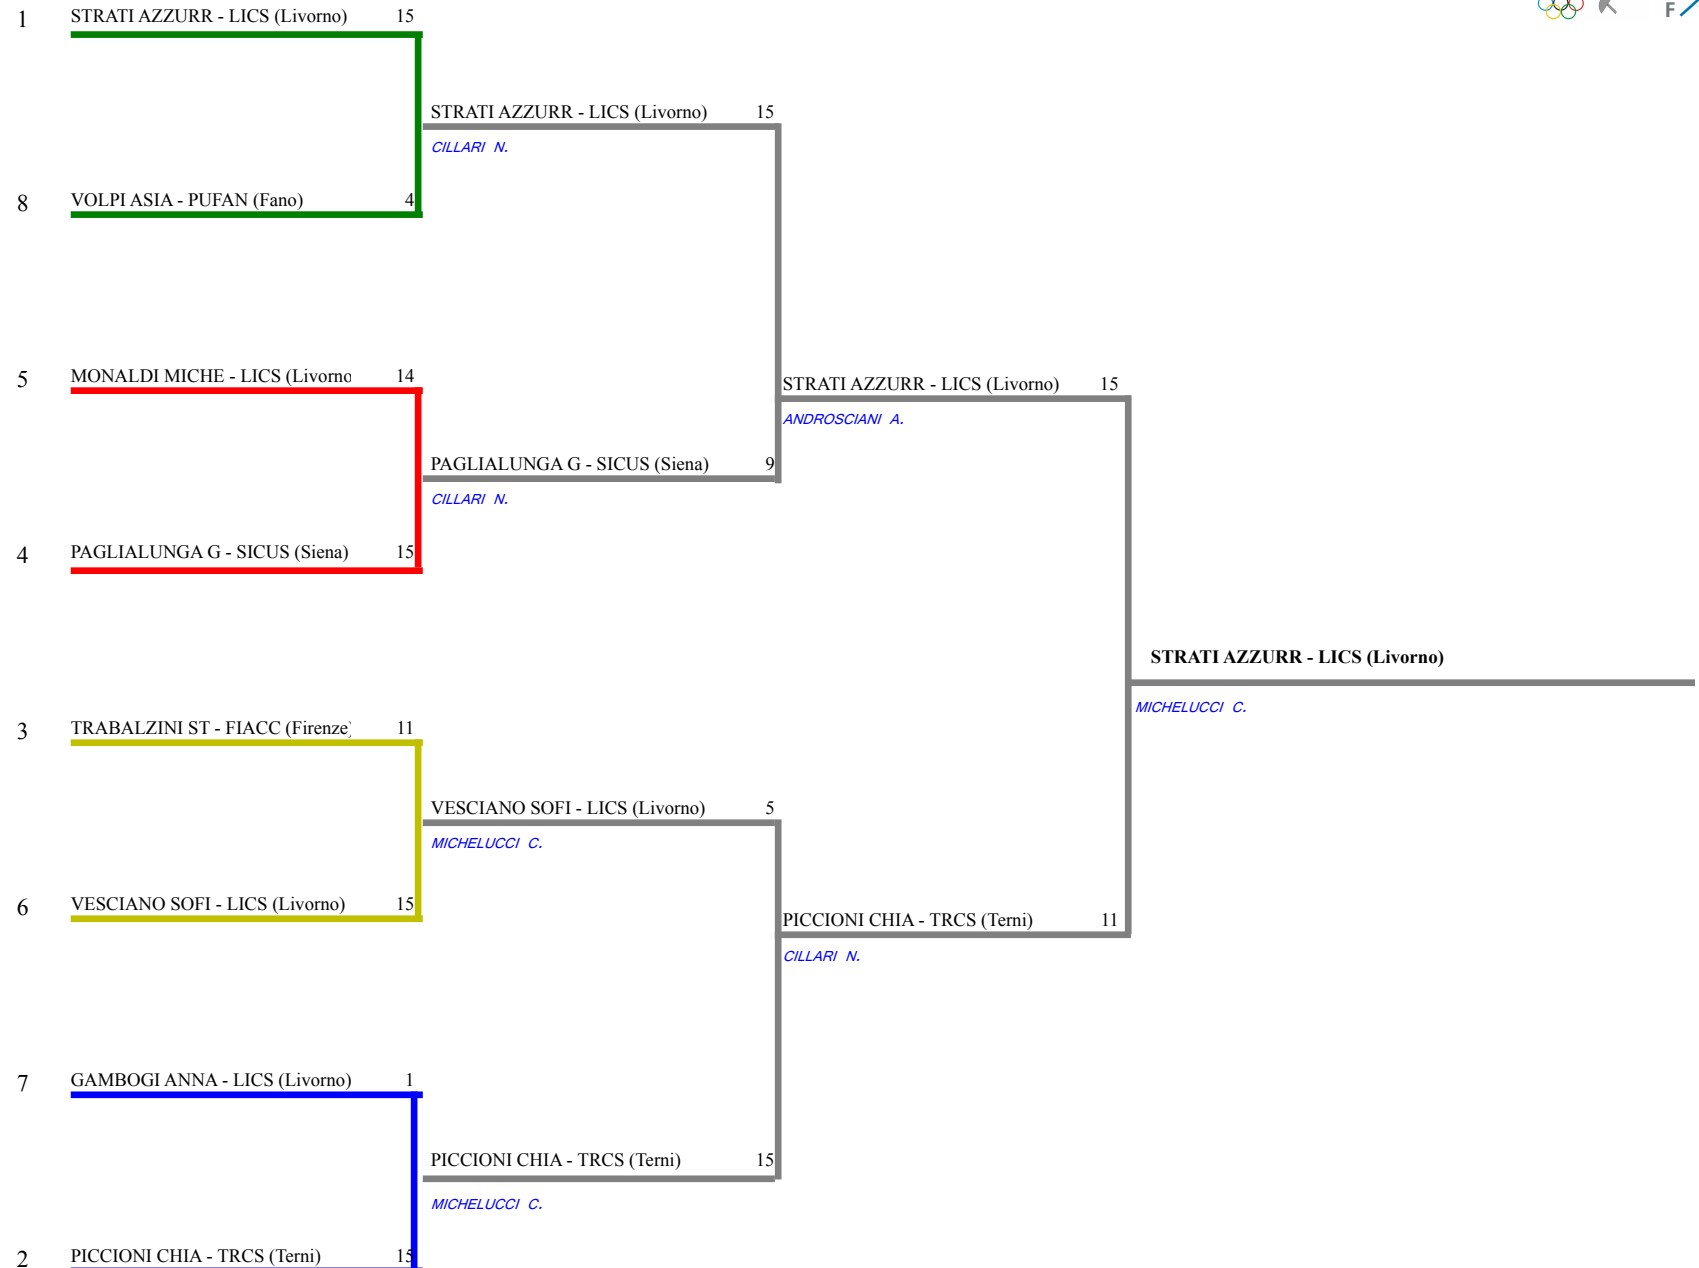 1 STRATI AZZURR - LICS (Livorno) 15
F
STRATI AZZURR - LICS (Livorno) 15
CILLARI N.
8 VOLPI ASIA - PUFAN (Fano) 4
5 MONALDI MICHE - LICS (Livorno 14
STRATI AZZURR - LICS (Livorno) 15
ANDROSCIANI A.
PAGLIALUNGA G - SICUS (Siena) 9
CILLARI N.
4 PAGLIALUNGA G - SICUS (Siena) 15
STRATI AZZURR - LICS (Livorno)
MICHELUCCI C.
3 TRABALZINI ST - FIACC (Firenze) 11
VESCIANO SOFI - LICS (Livorno) 5
MICHELUCCI C.
6 VESCIANO SOFI - LICS (Livorno) 15
PICCIONI CHIA - TRCS (Terni) 11
CILLARI N.
7 GAMBOGI ANNA - LICS (Livorno) 1
PICCIONI CHIA - TRCS (Terni) 15
MICHELUCCI C.
2 PICCIONI CHIA - TRCS (Terni) 15